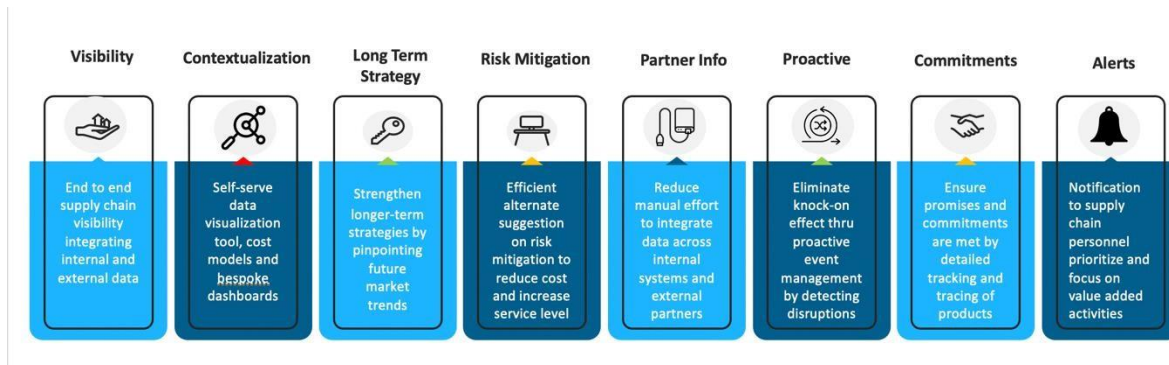 Visibility
End to end
supply chain
visibility
integrating
internal and
external data
Contextualization
Self-serve
data
visualization
tool, cost
models and
bespoke
dashboards
Long Term
Strategy
Strengthen
longer-term
strategies by
pinpointing
future
market
trends
Risk Mitigation
Efficient
alternate
suggestion
on risk
mitigation to
reduce cost
and increase
service level
Partner Info
Reduce
manual effort
to integrate
data across
internal
systems and
external
partners
Proactive
Eliminate
knock-on
effect thru
proactive
event
management
by detecting
disruptions
Commitments
Ensure
promises and
commitments
are met by
detailed
tracking and
tracing of
products
Alerts
Notification
to supply
chain
personnel
prioritize and
focus on
value added
activities